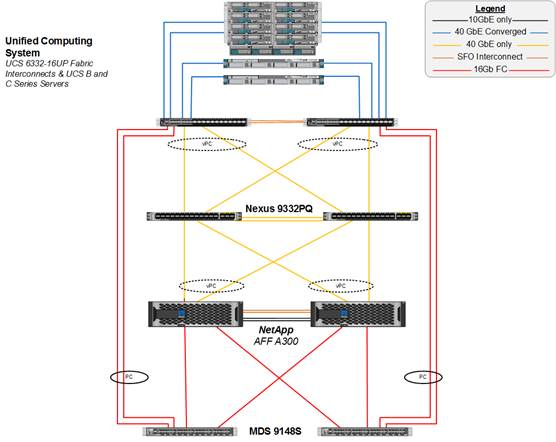 Unified Computing
System
UCS 6332-16UP Fabric
Interconnects & UCS B and
C Series Servers
Legend
10GbE only
40 GbE Converged
40 GbE only
SFO Interconnect
16Gb FC
vPC
vPC
Nexus 9332PQ
vPC
vPC
NetApp
AFF A300
PC
PC
MDS 9148S